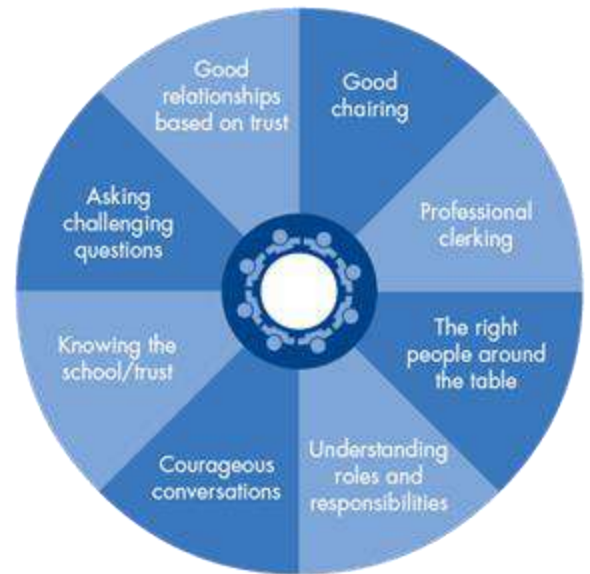 Good
relationships
based on trust
Good
chairing
Professional
clerking
The right
people around
the table
Understanding
roles and
responsibilities
Courageous
conversations
Knowing the
school/trust
Asking
challenging
questions